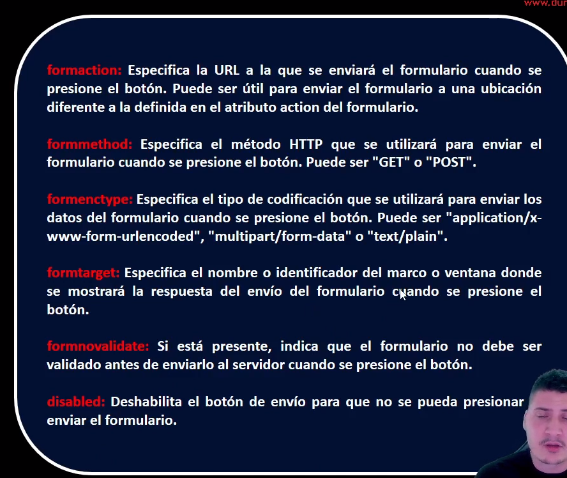 www.dur
formaction: Especifica la URL a la que se enviará el formulario cuando se
presione el botón. Puede ser útil para enviar el formulario a una ubicación
diferente a la definida en el atributo action del formulario.
formmethod: Especifica el método HTTP que se utilizará para enviar el
formulario cuando se presione el botón. Puede ser "GET" o "POST".
formenctype: Especifica el tipo de codificación que se utilizará para enviar los
datos del formulario cuando se presione el botón. Puede ser "application/x-
www-form-urlencoded", "multipart/form-data" o "text/plain".
formtarget: Especifica el nombre o identificador del marco o ventana donde
se mostrará la respuesta del envío del formulario cuando se presione el
botón.
formnovalidate: Si está presente, indica que el formulario no debe ser
validado antes de enviarlo al servidor cuando se presione el botón.
disabled: Deshabilita el botón de envío para que no se pueda presionar
enviar el formulario.